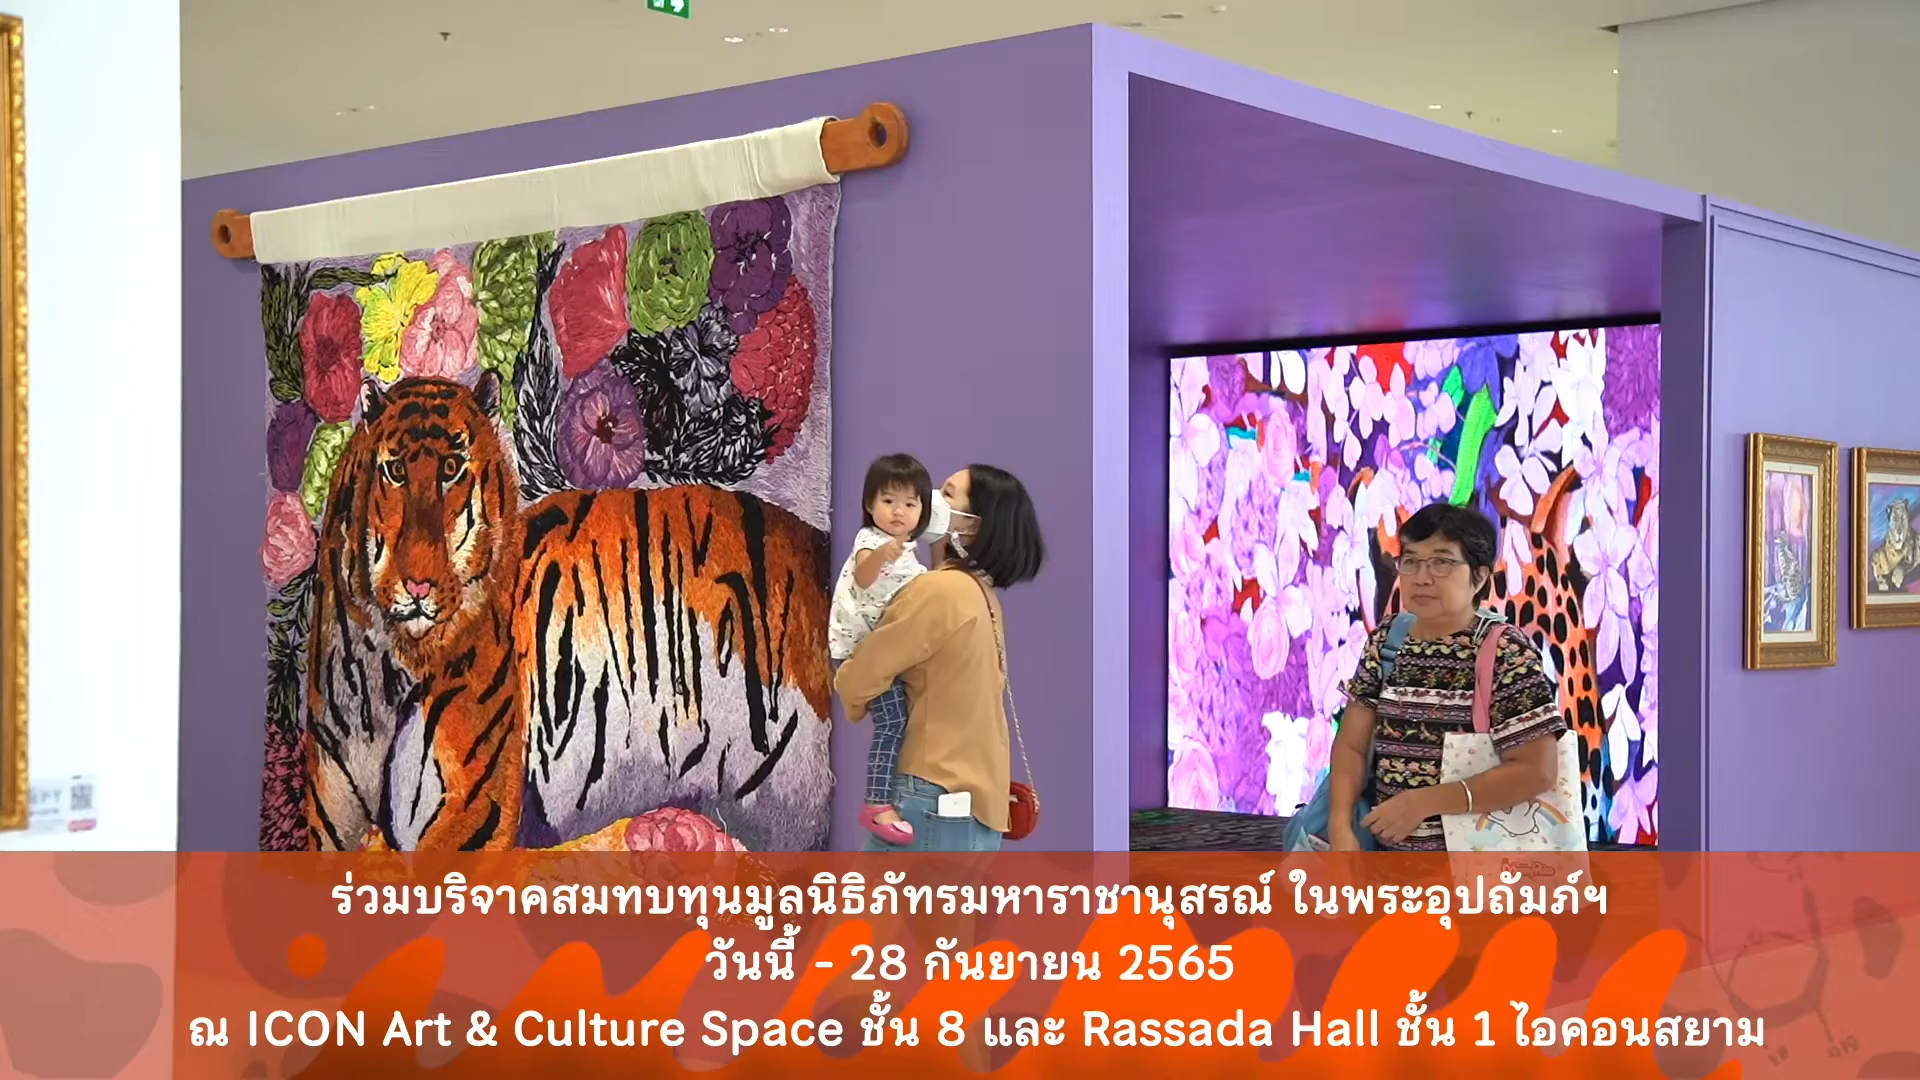 ร่วมบริจาคสมทบทุนมูลนิธิภัทรมหาราชานุสรณ์ ในพระอุปถัมภ์ฯ
วันนี้ - 28 กันยายน 2565
ณ ICON Art & Culture Space ชั้น 8 และ Rassada Hall ชั้น 1 ไอคอนสยาม